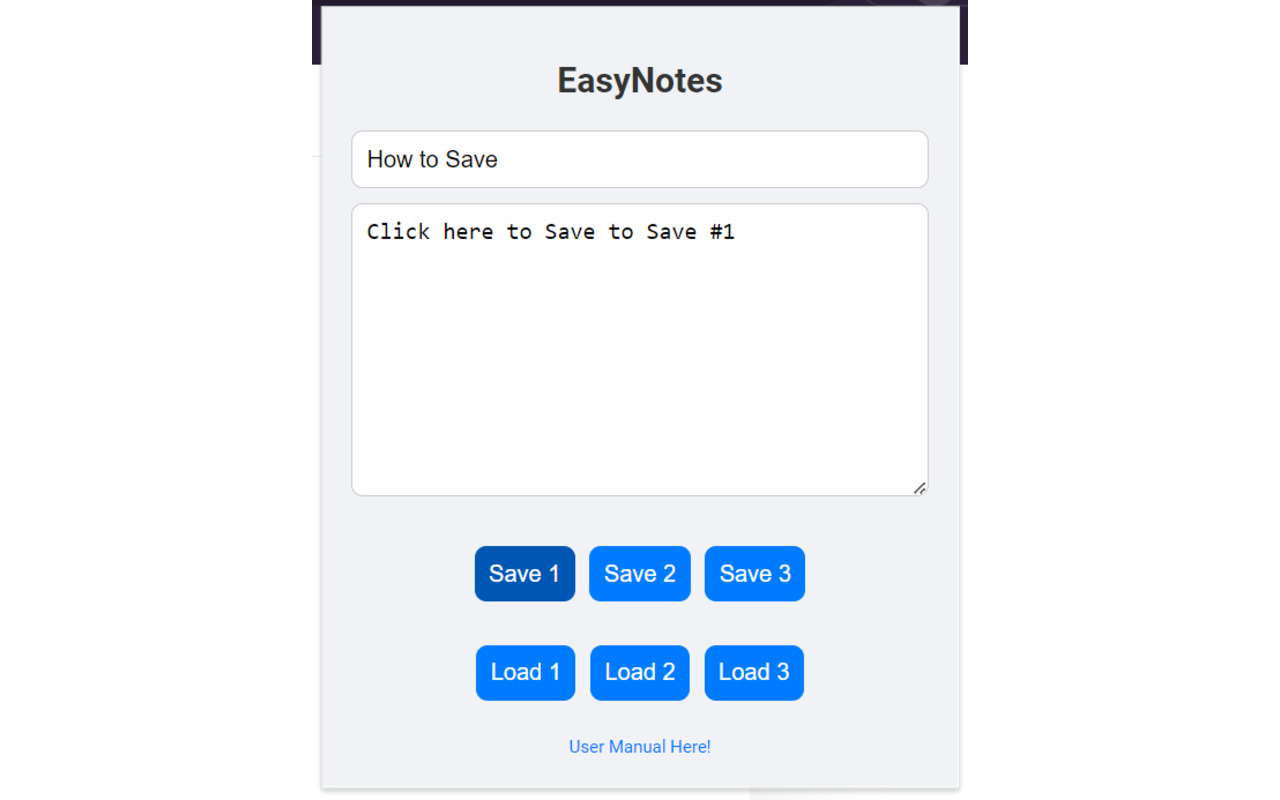 EasyNotes
How to Save
Click here to Save to Save #1
Save 1 Save 2 Save 3
Load 1 Load 2 Load 3
User Manual Here!